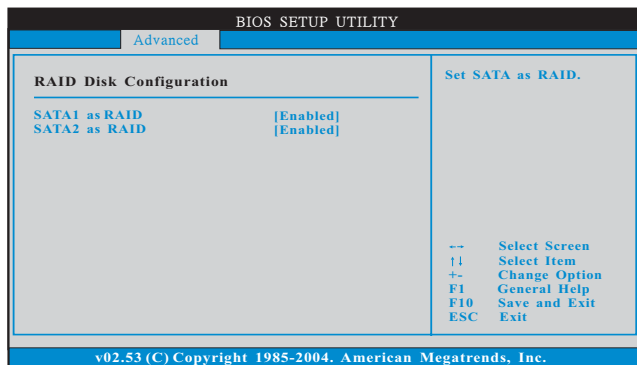 BIOS SETUP UTILITY
Advanced
RAID Disk Configuration
SATA1 as RAID [Enabled]
SATA2 as RAID [Enabled]
Set SATA as RAID.
←→ Select Screen
↑↓ Select Item
+- Change Option
F1 General Help
F10 Save and Exit
ESC Exit
v02.53 (C) Copyright 1985-2004. American Megatrends, Inc.